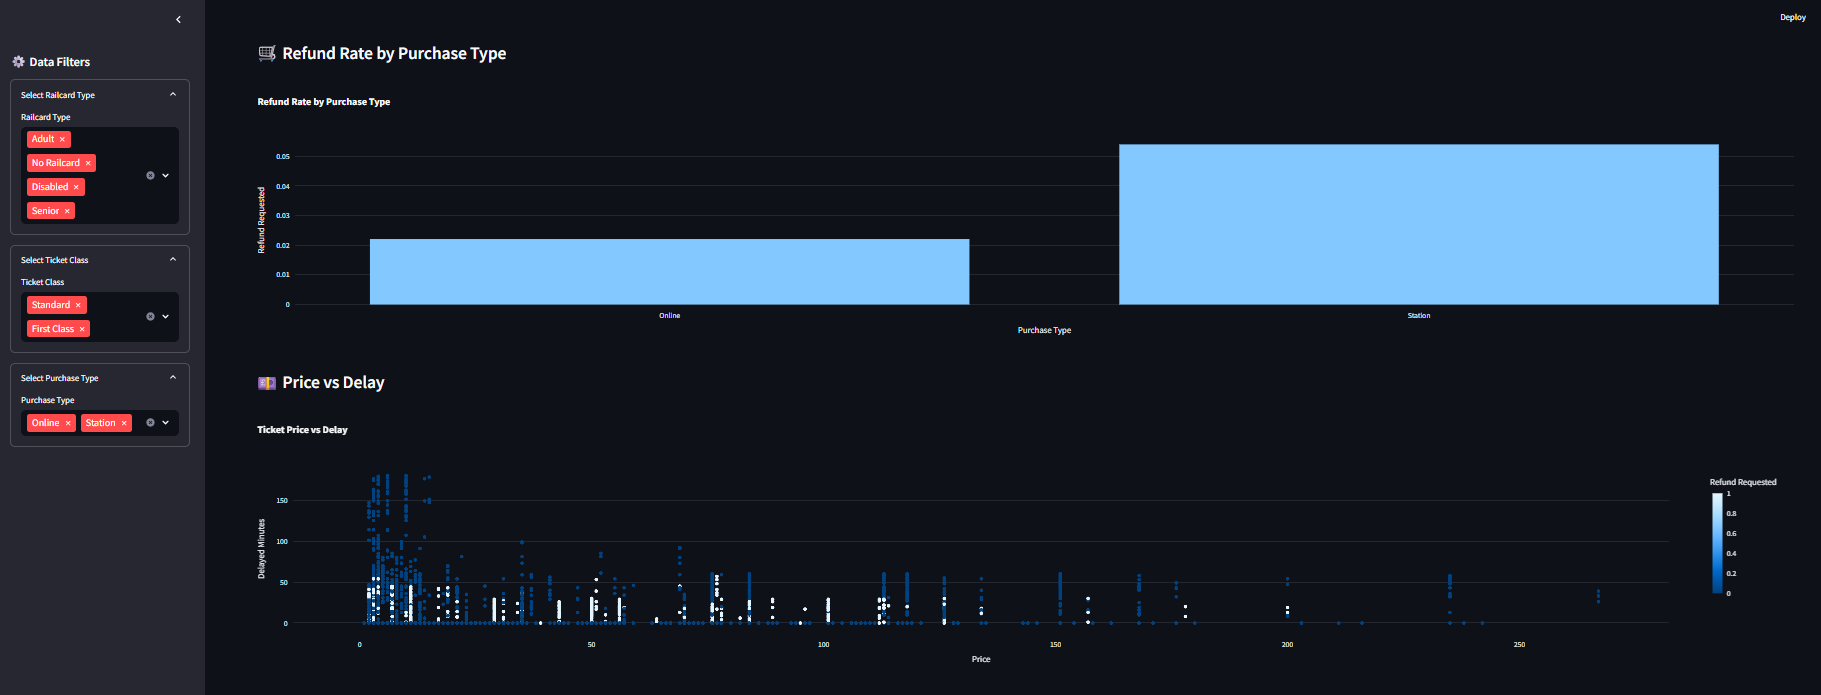 Deploy
Data Filters
Select Railcard Type
Railcard Type
Adult ×
No Railcard ×
Disabled ×
Senior ×
Select Ticket Class
Ticket Class
Standard ×
First Class ×
Select Purchase Type
Purchase Type
Online × Station ×
Refund Rate by Purchase Type
Refund Rate by Purchase Type
Refund Requested
0.05
0.04
0.03
0.02
0.01
0
Online Station
Purchase Type
Price vs Delay
Ticket Price vs Delay
Delayed Minutes
150
100
50
0
0 50 100 150 200 250
Price
Refund Requested
1
0.8
0.6
0.4
0.2
0